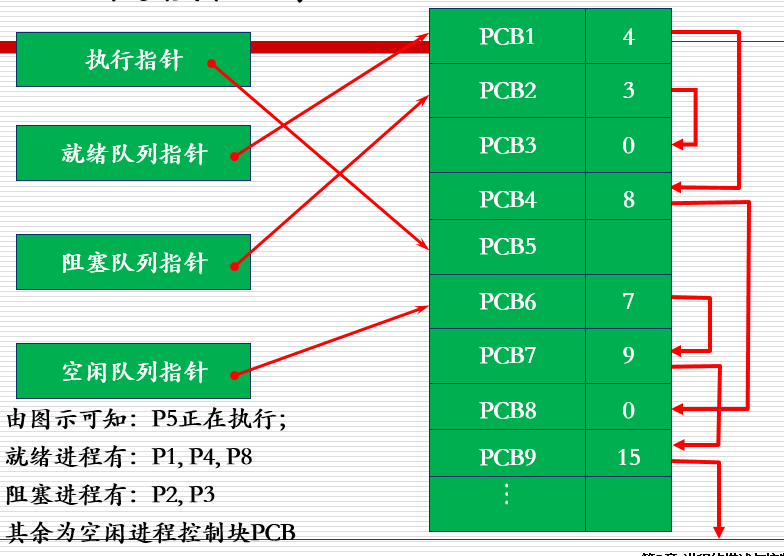 执行指针
就绪队列指针
阻塞队列指针
空闲队列指针
PCB1 4
PCB2 3
PCB3 0
PCB4 8
PCB5
PCB6 7
PCB7 9
PCB8 0
PCB9 15
⋮
由图示可知：P5正在执行；
就绪进程有：P1, P4, P8
阻塞进程有：P2, P3
其余为空闲进程控制块PCB